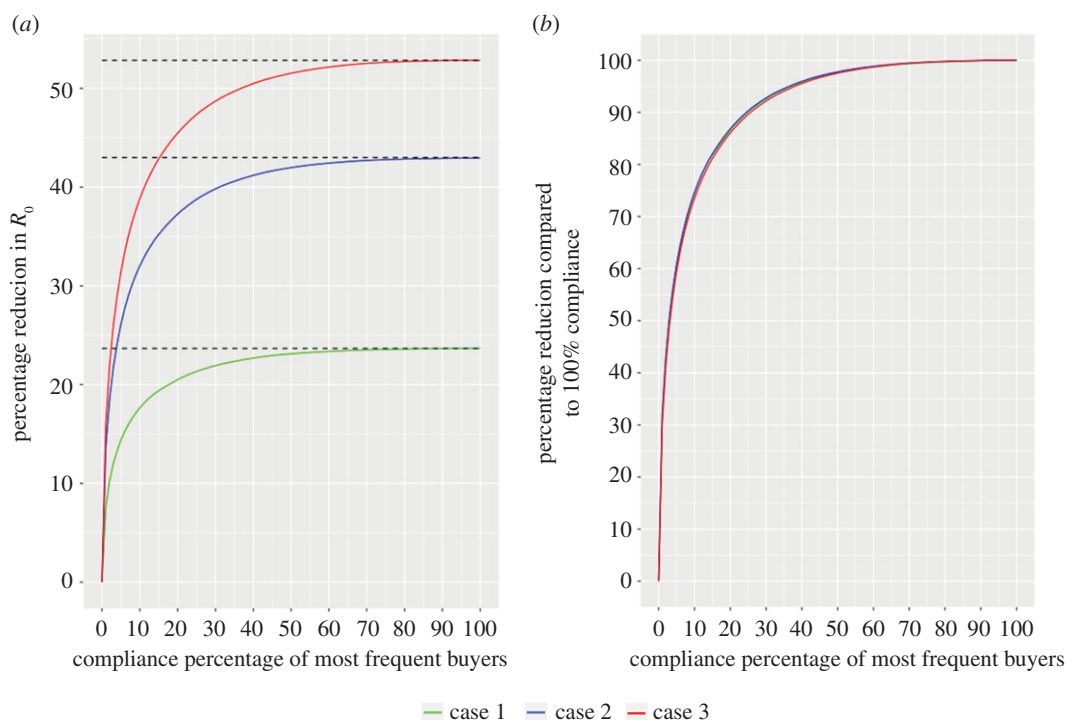 (a)
(b)
percentage reducion in R0
50
40
30
20
10
0
0 10 20 30 40 50 60 70 80 90 100
compliance percentage of most frequent buyers
percentage reducion compared
to 100% compliance
100
90
80
70
60
50
40
30
20
10
0
0 10 20 30 40 50 60 70 80 90 100
compliance percentage of most frequent buyers
case 1 case 2 case 3